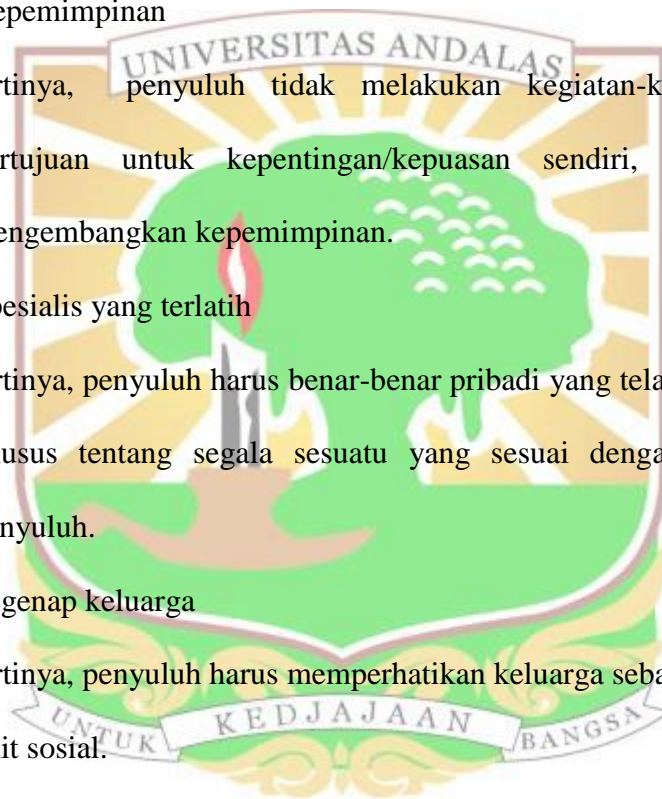 epemimpinan
UNIVERSITAS ANDALAS
rtinya, penyuluh tidak melakukan kegiatan-k
rtujuan untuk kepentingan/kepuasan sendiri,
engembangkan kepemimpinan.
pesialis yang terlatih
rtinya, penyuluh harus benar-benar pribadi yang tela
usus tentang segala sesuatu yang sesuai denga
nyuluh.
egenap keluarga
rtinya, penyuluh harus memperhatikan keluarga seba
UNTUK KEDJAJAAN BANGSA
it sosial.